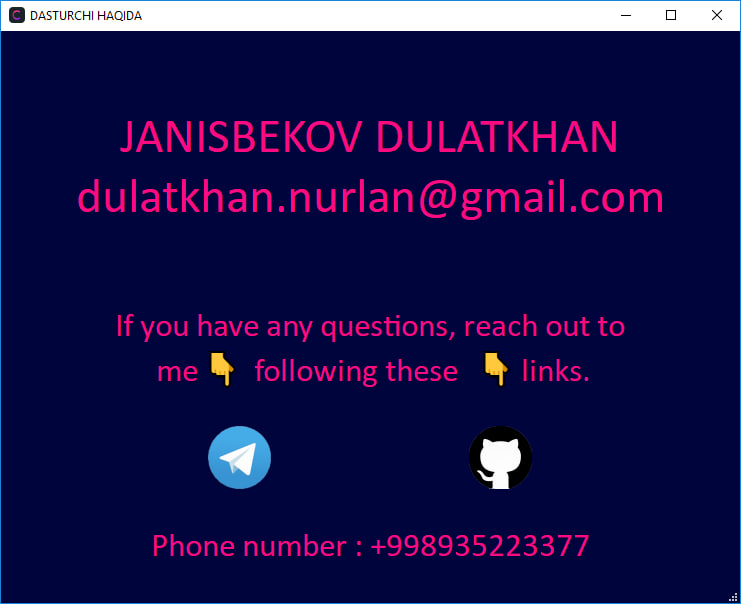 DASTURCHI HAQIDA
JANISBEKOV DULATKHAN
dulatkhan.nurlan@gmail.com
If you have any questions, reach out to
me 👇 following these 👇 links.
Phone number : +998935223377